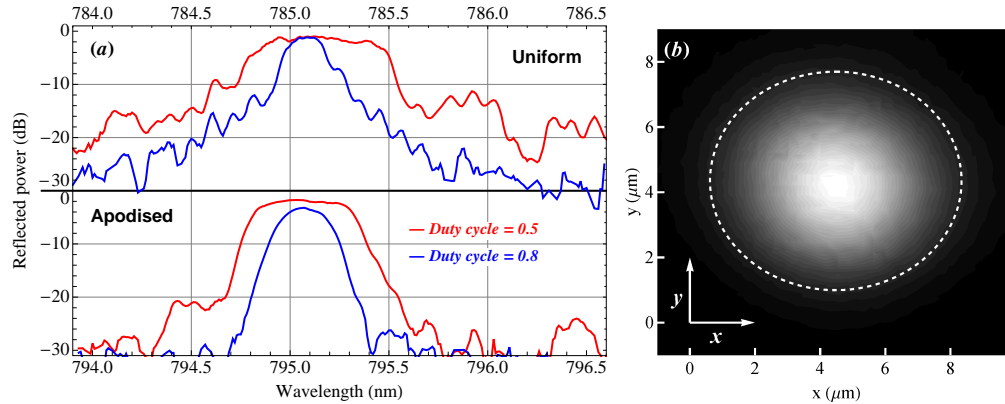 784.0 784.5 785.0 785.5 786.0 786.5
(a)
Uniform
0
−10
−20
−30
Reflected power (dB)
Apodised
0
−10
−20
−30
Duty cycle = 0.5
Duty cycle = 0.8
794.0 794.5 795.0 795.5 796.0 796.5
Wavelength (nm)
(b)
8
6
4
2
0
y (μm)
y
x
0 2 4 6 8
x (μm)